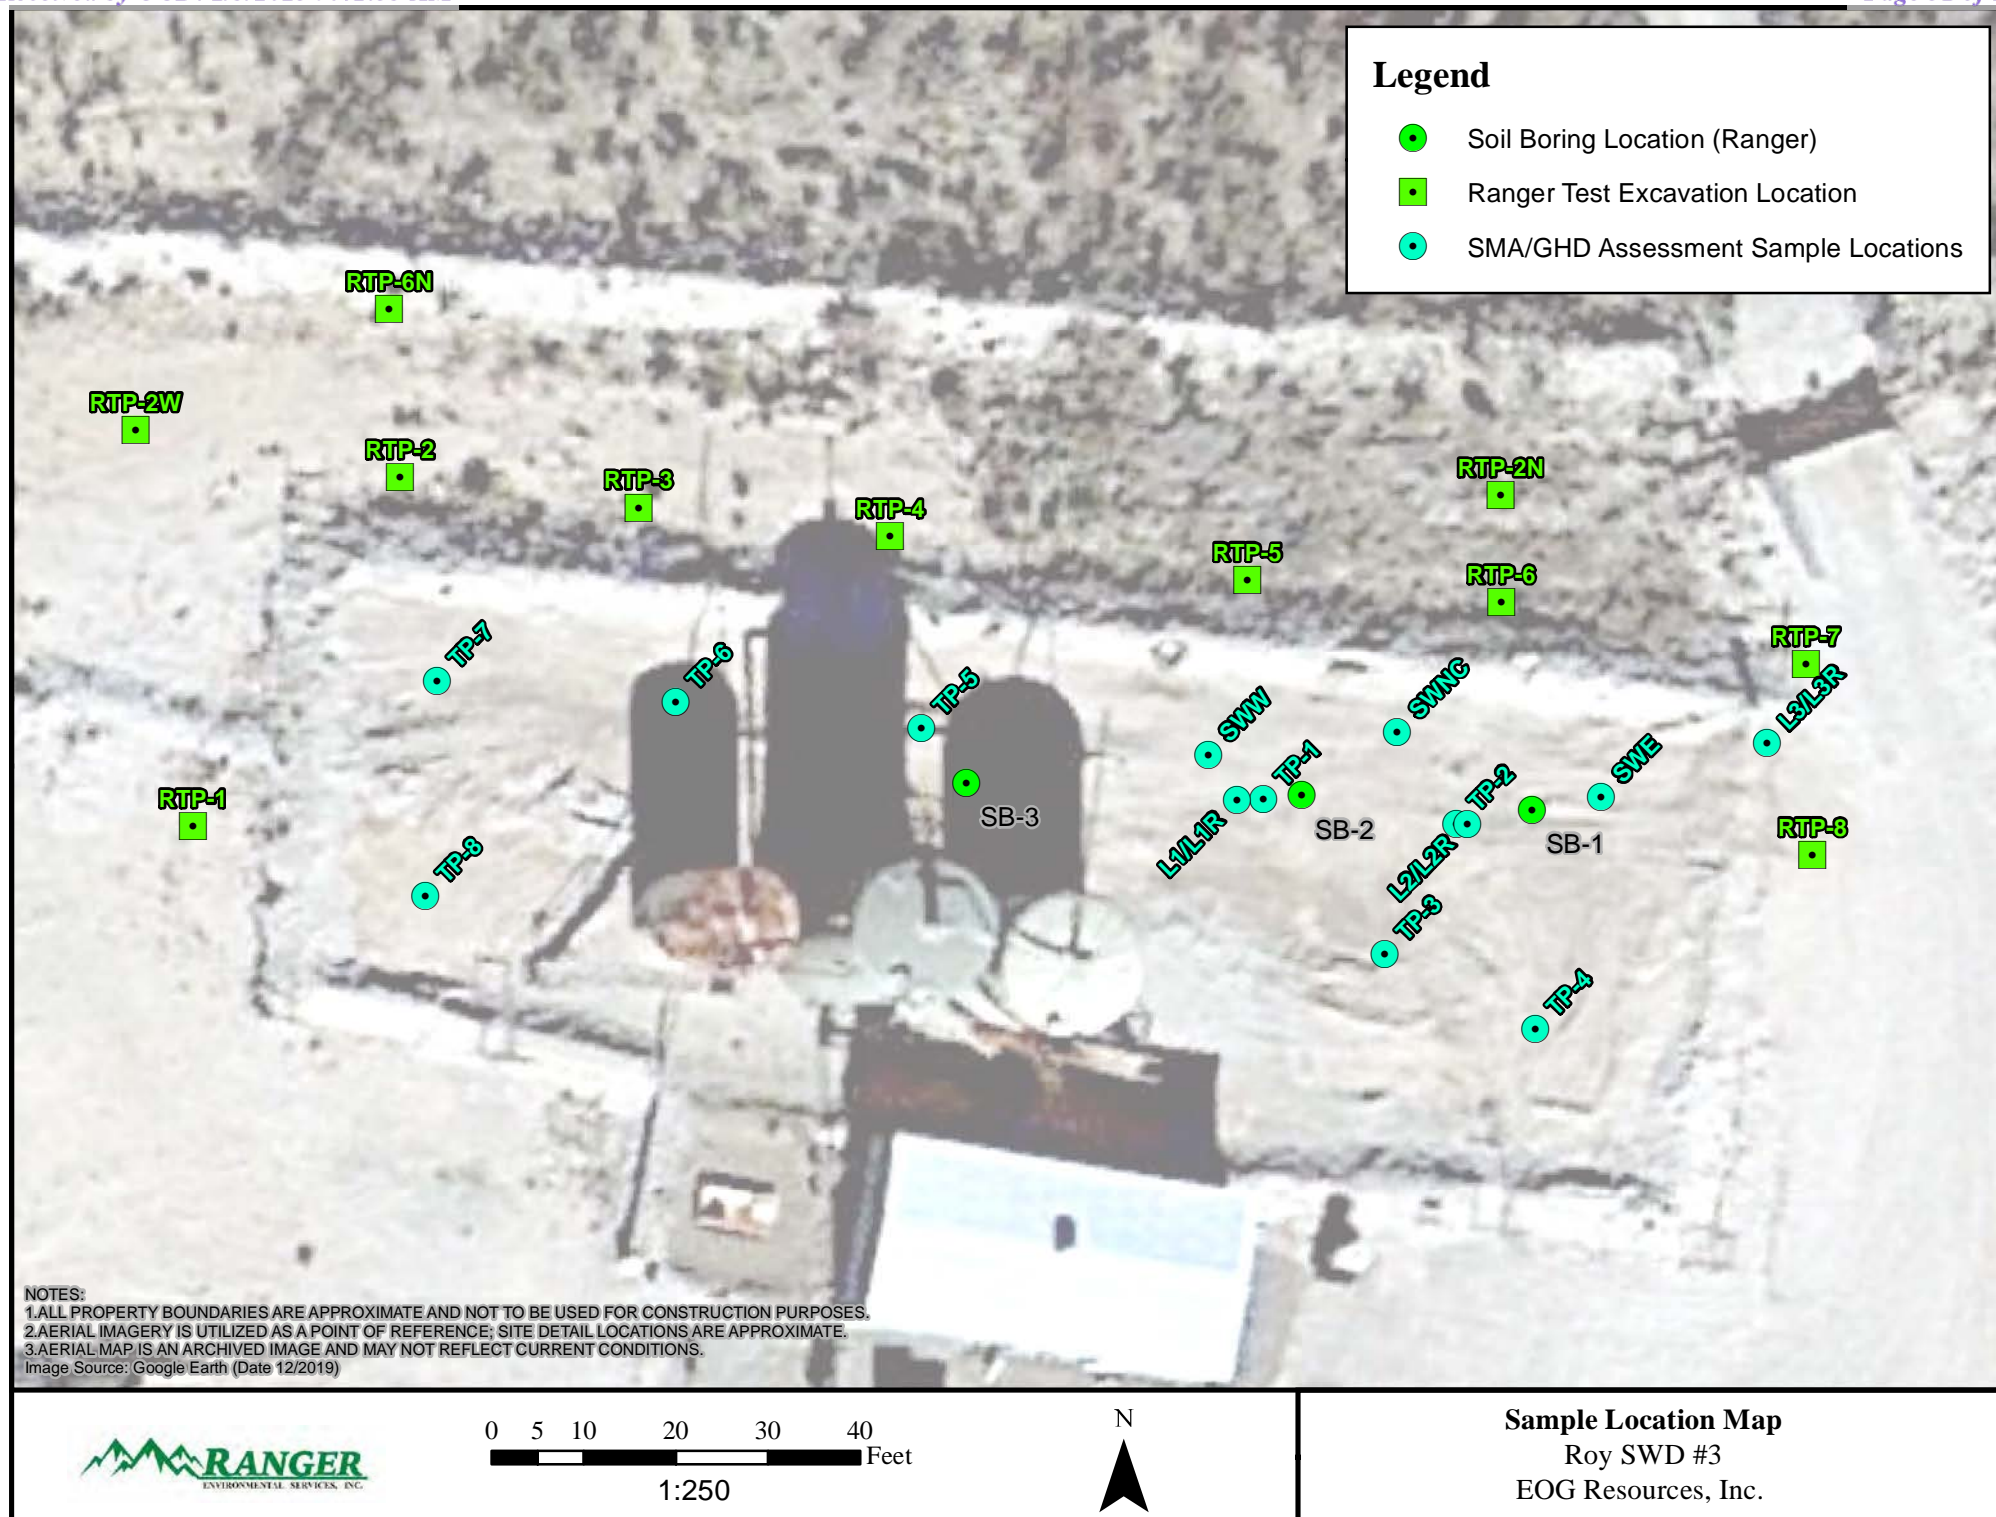 Legend
Soil Boring Location (Ranger)
Ranger Test Excavation Location
SMA/GHD Assessment Sample Locations
RTP-6N
RTP-2W
RTP-2
RTP-3
RTP-4
RTP-2N
RTP-5
RTP-6
RTP-7
TP-7
TP-6
TP-5
SWW
SWNC
L3/L3R
SWE
TP-1
TP-2
RTP-1
SB-3
SB-2
SB-1
RTP-8
L1/L1R
L2/L2R
TP-8
TP-3
TP-4
NOTES:
1.ALL PROPERTY BOUNDARIES ARE APPROXIMATE AND NOT TO BE USED FOR CONSTRUCTION PURPOSES.
2.AERIAL IMAGERY IS UTILIZED AS A POINT OF REFERENCE; SITE DETAIL LOCATIONS ARE APPROXIMATE.
3.AERIAL MAP IS AN ARCHIVED IMAGE AND MAY NOT REFLECT CURRENT CONDITIONS.
Image Source: Google Earth (Date 12/2019)
RANGER
ENVIRONMENTAL SERVICES, INC.
0 5 10 20 30 40
Feet
1:250
N
Sample Location Map
Roy SWD #3
EOG Resources, Inc.